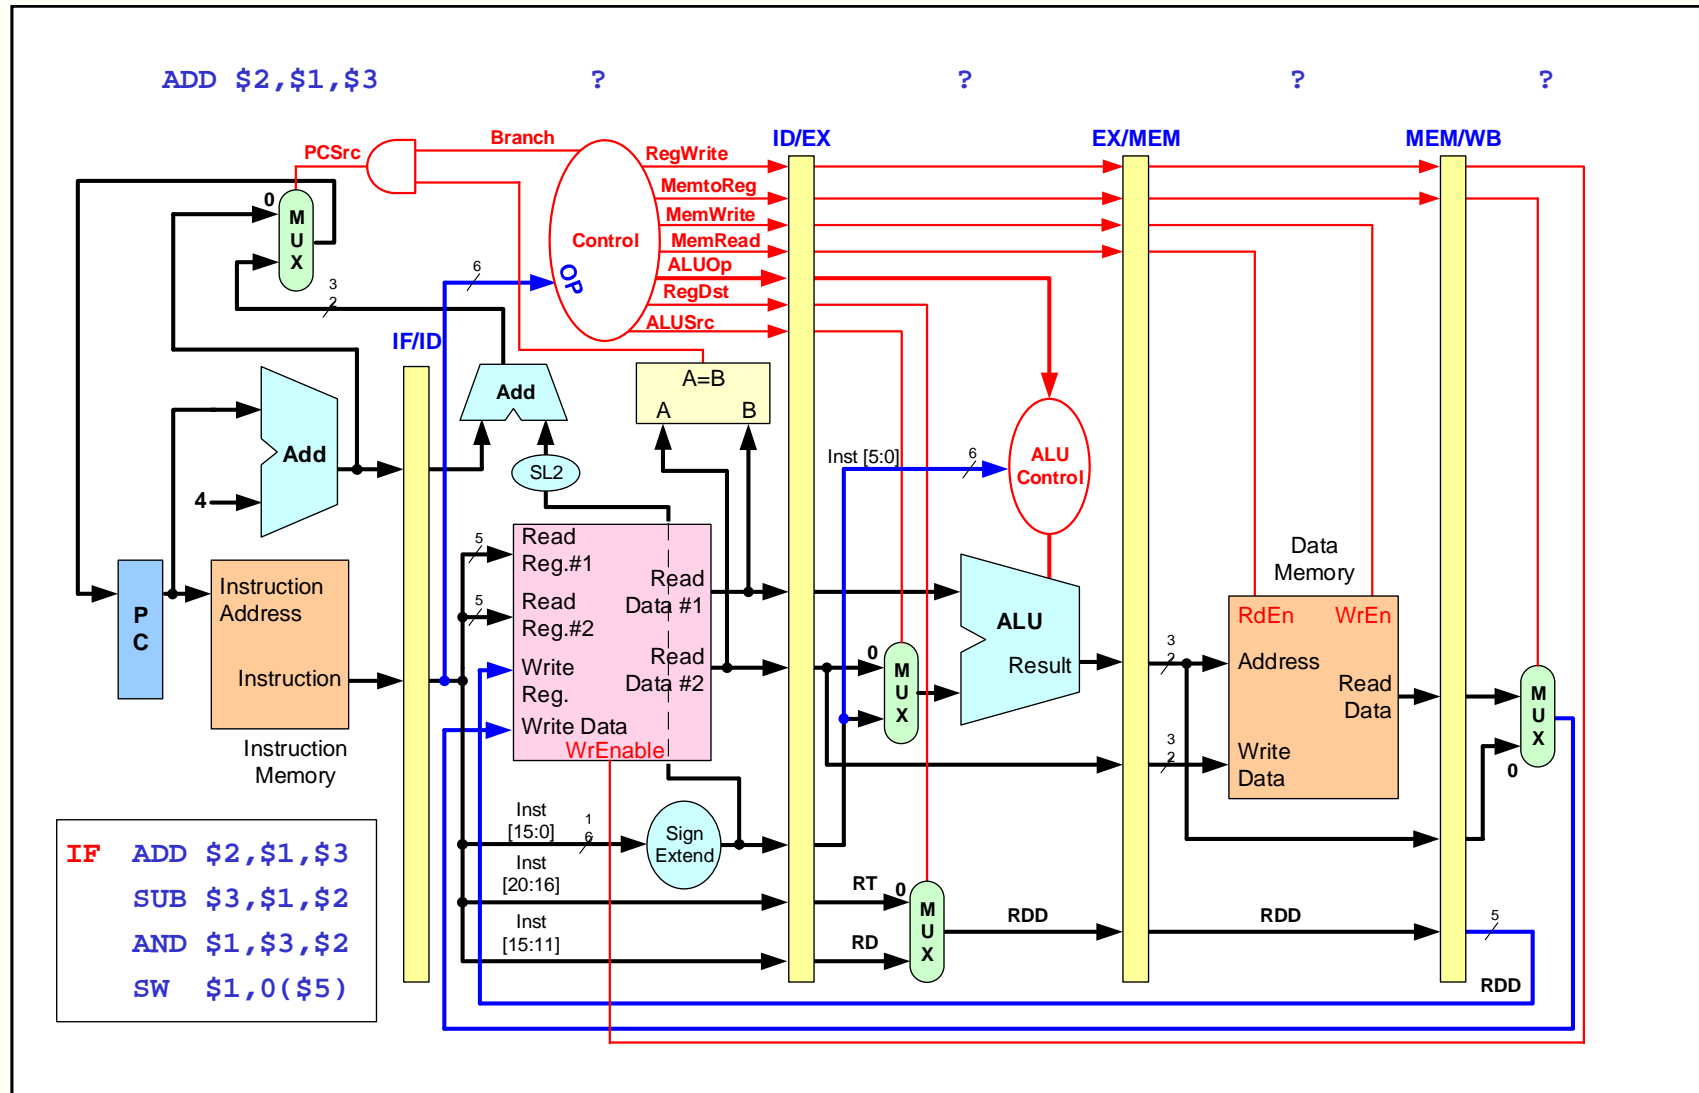 ADD $2,$1,$3 ? ? ? ?
ID/EX EX/MEM MEM/WB
Branch
PCSrc
RegWrite
MemtoReg
MemWrite
MemRead
ALUOp
RegDst
ALUSrc
Control
OP
0
M
U
X
6
3
2
IF/ID
Add
4
Add
SL2
A=B
A B
Inst [5:0]
6
ALU
Control
P
C
Instruction
Address
Instruction
Instruction
Memory
5
Read
Reg.#1
5
Read
Reg.#2
Write
Reg.
Write Data
WrEnable
Read
Data #1
Read
Data #2
0
M
U
X
ALU
Result
Data
Memory
RdEn WrEn
3
2
Address
Read
Data
3
2
Write
Data
M
U
X
0
Inst
[15:0]
1
6
Sign
Extend
Inst
[20:16]
Inst
[15:11]
RT
0
RD
M
U
X
RDD
RDD
5
RDD
IF ADD $2,$1,$3
SUB $3,$1,$2
AND $1,$3,$2
SW $1,0($5)